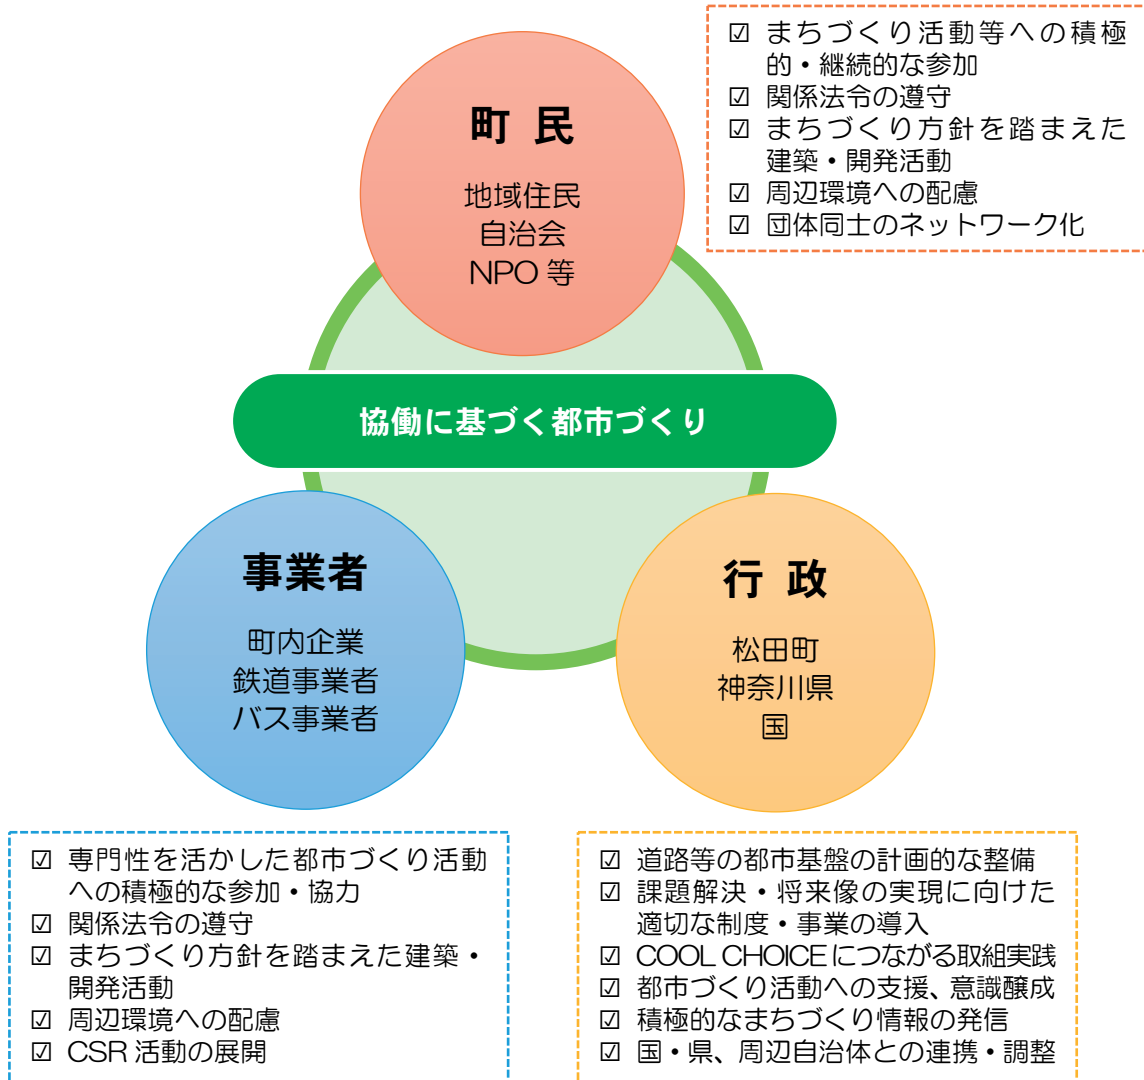 町 民
地域住民
自治会
NPO 等
☑ まちづくり活動等への積極
的・継続的な参加
☑ 関係法令の遵守
☑ まちづくり方針を踏まえた
建築・開発活動
☑ 周辺環境への配慮
☑ 団体同士のネットワーク化
協働に基づく都市づくり
事業者
町内企業
鉄道事業者
バス事業者
行 政
松田町
神奈川県
国
☑ 専門性を活かした都市づくり活動
への積極的な参加・協力
☑ 関係法令の遵守
☑ まちづくり方針を踏まえた建築・
開発活動
☑ 周辺環境への配慮
☑ CSR 活動の展開
☑ 道路等の都市基盤の計画的な整備
☑ 課題解決・将来像の実現に向けた
適切な制度・事業の導入
☑ COOL CHOICEにつながる取組実践
☑ 都市づくり活動への支援、意識醸成
☑ 積極的なまちづくり情報の発信
☑ 国・県、周辺自治体との連携・調整